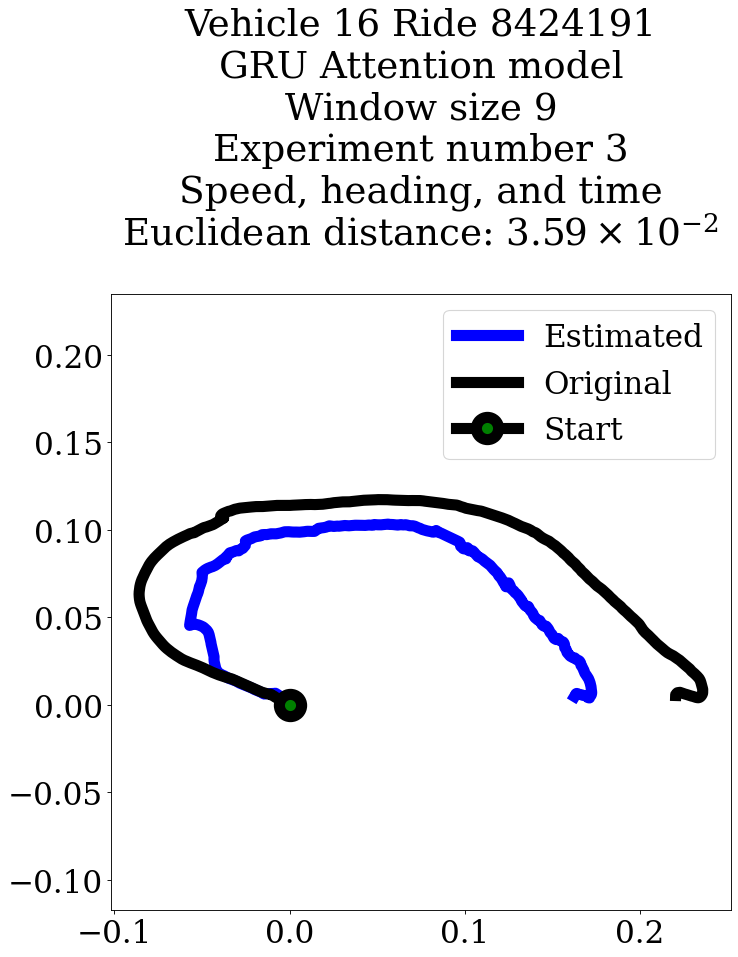 Vehicle 16 Ride 8424191
GRU Attention model
Window size 9
Experiment number 3
Speed, heading, and time
Euclidean distance: 3.59 × 10⁻²
Estimated
Original
Start
0.20
0.15
0.10
0.05
0.00
−0.05
−0.10
−0.1 0.0 0.1 0.2